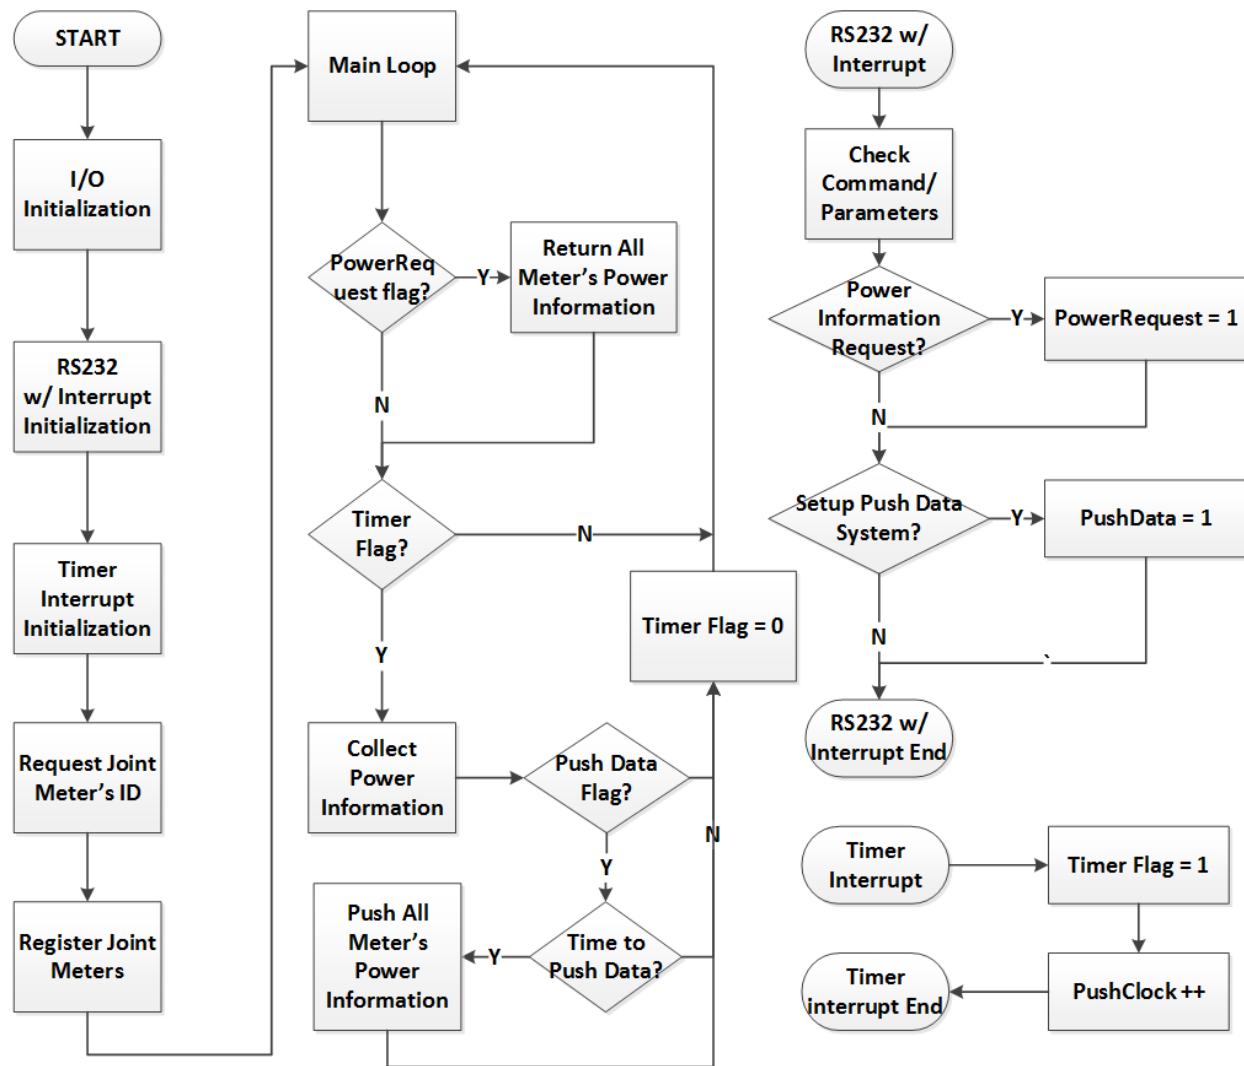 START
I/O
Initialization
RS232
w/ Interrupt
Initialization
Timer
Interrupt
Initialization
Request Joint
Meter's ID
Register Joint
Meters
Main Loop
PowerReq
uest flag?
Y
Return All
Meter's Power
Information
N
Timer
Flag?
N
Y
Timer Flag = 0
Collect
Power
Information
Push Data
Flag?
N
Y
Push All
Meter's
Power
Information
Y
Time to
Push Data?
RS232 w/
Interrupt
Check
Command/
Parameters
Power
Information
Request?
Y
PowerRequest = 1
N
Setup Push Data
System?
Y
PushData = 1
N
`
RS232 w/
Interrupt End
Timer
Interrupt
Timer Flag = 1
PushClock ++
Timer
interrupt End